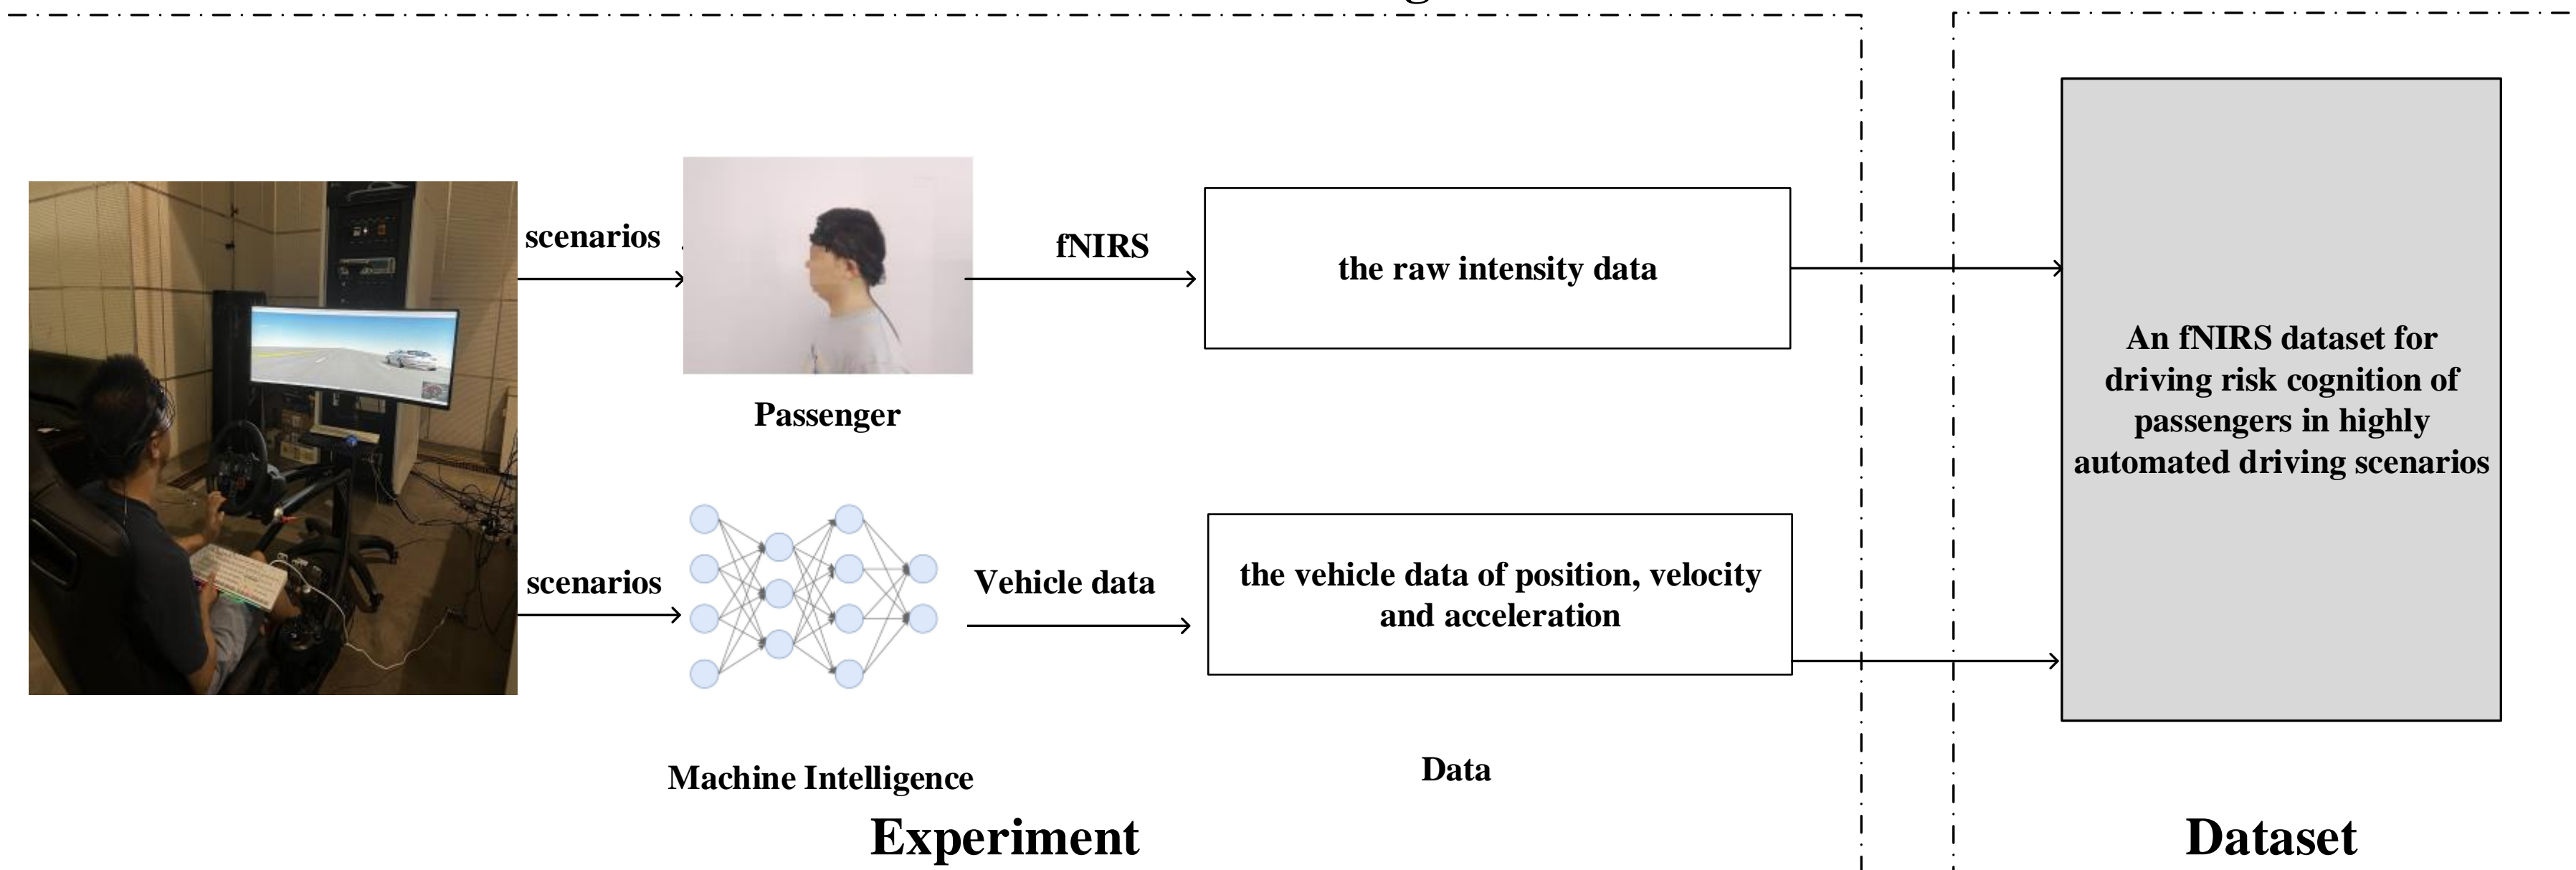 scenarios
fNIRS
the raw intensity data
Passenger
An fNIRS dataset for
driving risk cognition of
passengers in highly
automated driving scenarios
scenarios
Vehicle data
the vehicle data of position, velocity
and acceleration
Machine Intelligence
Data
Experiment
Dataset